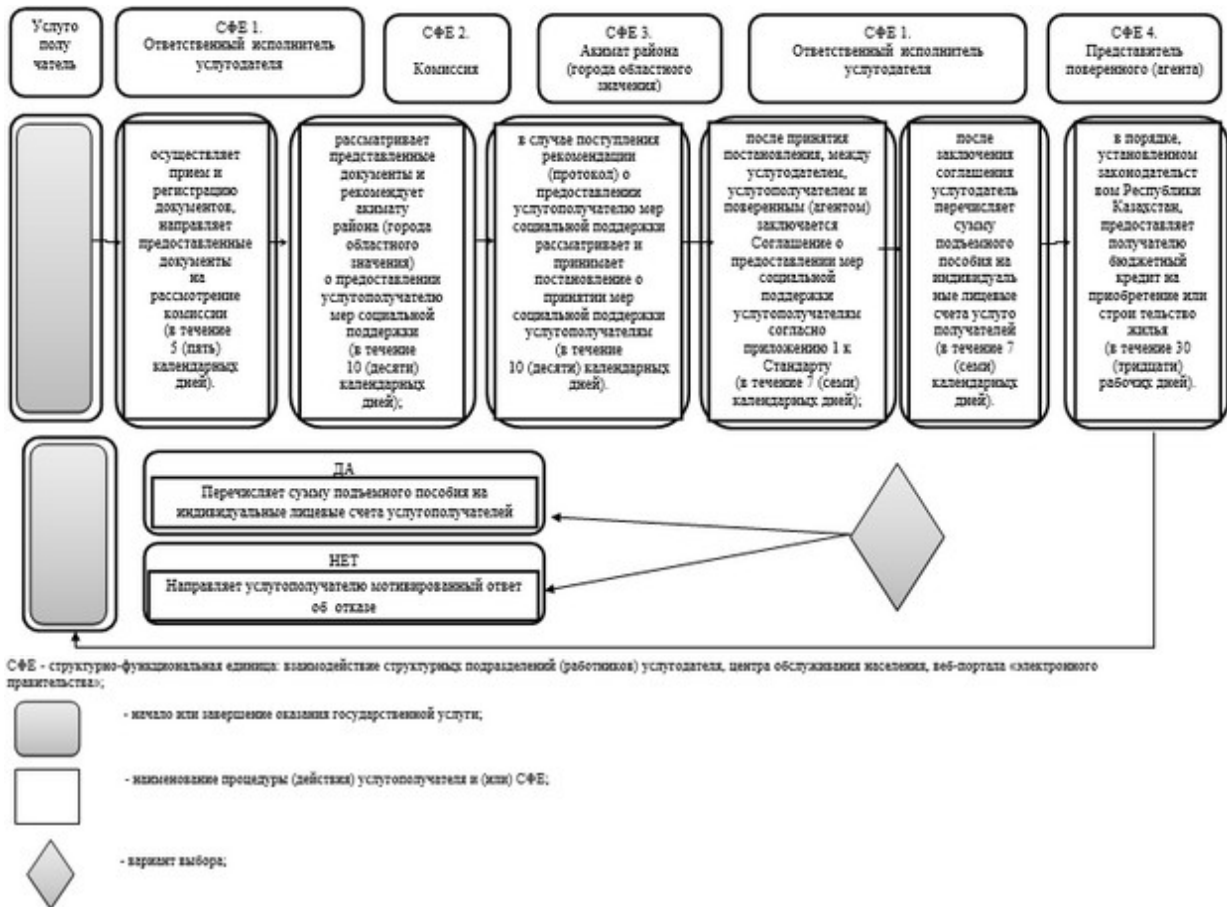 Услуго
полу
чатель
СФЕ 1.
Ответственный исполнитель
услугодателя
СФЕ 2.
Комиссия
СФЕ 3.
Акимат района
(города областного
значения)
СФЕ 1.
Ответственный исполнитель
услугодателя
СФЕ 4.
Представитель
поверенного (агента)
осуществляет
прием и
регистрацию
документов,
направляет
предоставленные
документы
на
рассмотрение
комиссии
(в течение
5 (пять)
календарных
дней).
рассматривает
представленные
документы и
рекомендует
акимату
района (города
областного
значения)
о предоставлении
услугополучателю
мер социальной
поддержки
(в течение
10 (десяти)
календарных
дней);
в случае поступления
рекомендации
(протокол) о
предоставлении
услугополучателю мер
социальной поддержки
рассматривает и
принимает
постановление о
принятии мер
социальной поддержки
услугополучателям
(в течение
10 (десяти) календарных
дней).
после принятия
постановления, между
услугодателем,
услугополучателем и
поверенным (агентом)
заключается
Соглашение о
предоставлении мер
социальной
поддержки
услугополучателям
согласно
приложению 1 к
Стандарту
(в течение 7 (семи)
календарных дней);
после
заключения
соглашения
услугодатель
перечисляет
сумму
подъемного
пособия на
индивидуаль
ные лицевые
счета услуго
получателей
(в течение 7
(семи)
календарных
дней).
в порядке,
установленном
законодательст
вом Республики
Казахстан,
предоставляет
получателю
бюджетный
кредит на
приобретение или
строи тельство
жилья
(в течение 30
(тридцати)
рабочих дней).
ДА
Перечисляет сумму подъемного пособия на
индивидуальные лицевые счета услугополучателей
НЕТ
Направляет услугополучателю мотивированный ответ
об отказе
СФЕ - структурно-функциональная единица: взаимодействие структурных подразделений (работников) услугодателя, центра обслуживания населения, веб-портала «электронного
правительства»;
- начало или завершение оказания государственной услуги;
- наименование процедуры (действия) услугополучателя и (или) СФЕ;
- вариант выбора;